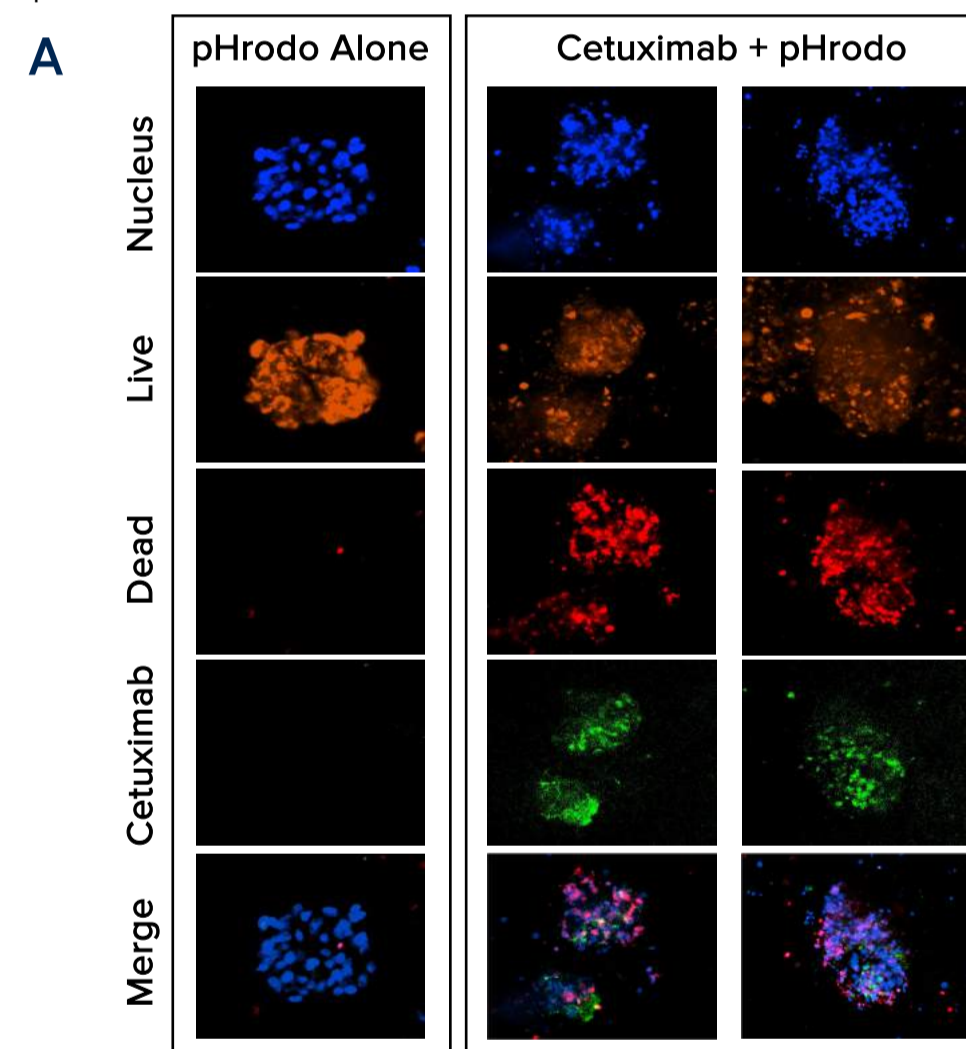 A
pHrodo Alone
Cetuximab + pHrodo
Nucleus
Live
Dead
Cetuximab
Merge